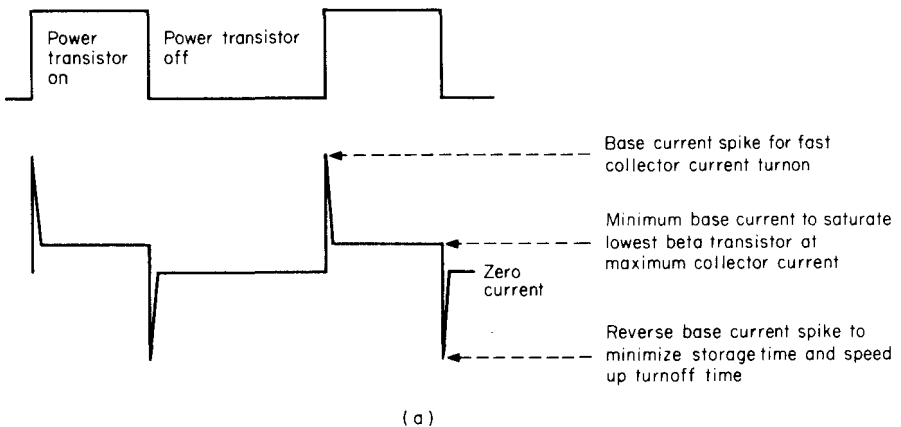 Power
transistor
on
Power transistor
off
Base current spike for fast
collector current turnon
Minimum base current to saturate
lowest beta transistor at
maximum collector current
Zero
current
Reverse base current spike to
minimize storage time and speed
up turnoff time
(a)